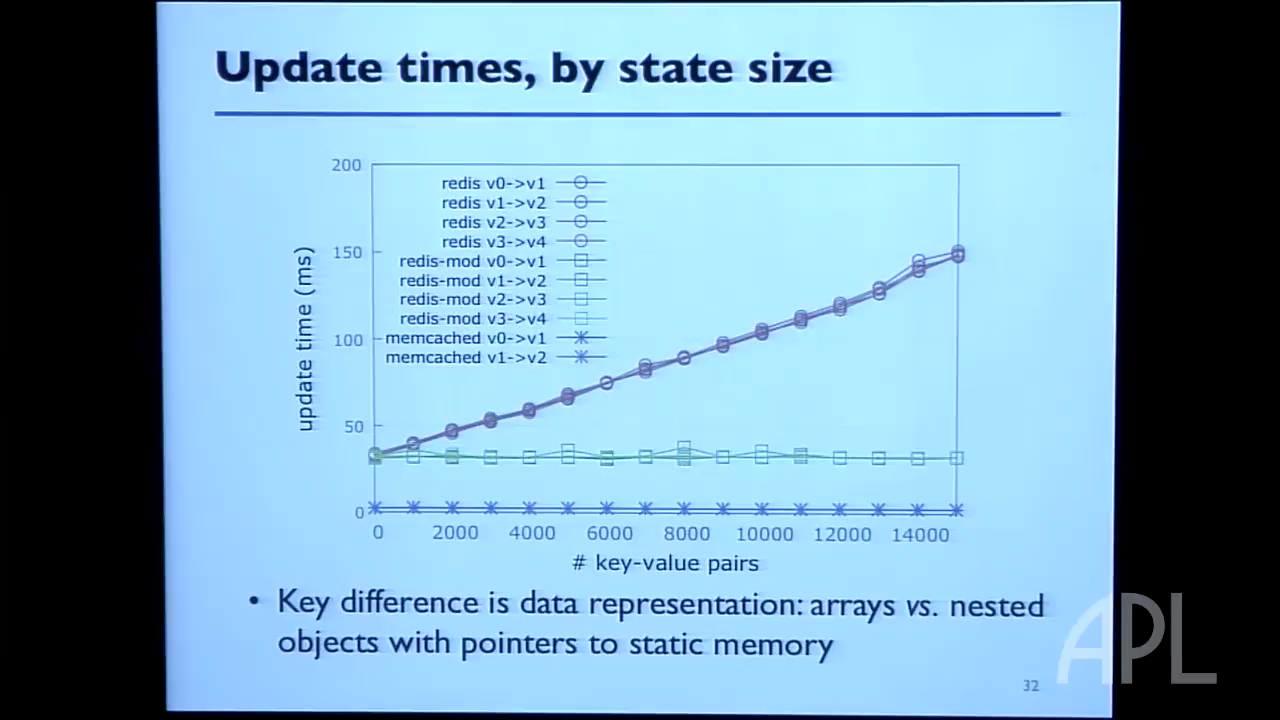 Update times, by state size
200
150
100
50
0
update time (ms)
redis v0->v1
redis v1->v2
redis v2->v3
redis v3->v4
redis-mod v0->v1
redis-mod v1->v2
redis-mod v2->v3
redis-mod v3->v4
memcached v0->v1
memcached v1->v2
0 2000 4000 6000 8000 10000 12000 14000
# key-value pairs
• Key difference is data representation: arrays vs. nested
objects with pointers to static memory
32
APL